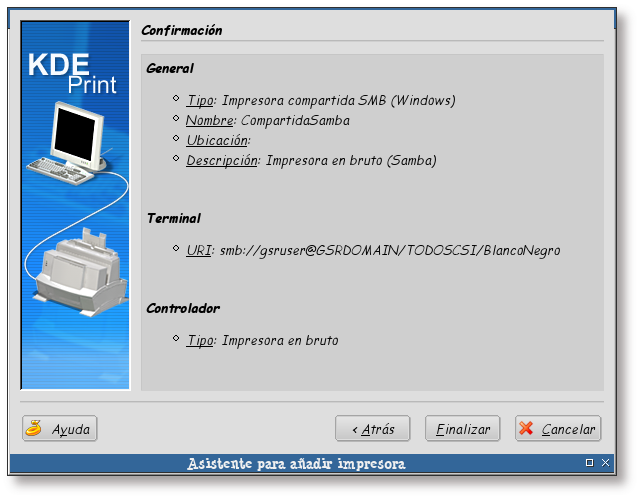 Confirmación
KDE
Print
General
Tipo: Impresora compartida SMB (Windows)
Nombre: CompartidaSamba
Ubicación:
Descripción: Impresora en bruto (Samba)
Terminal
URI: smb://gsruser@GSRDOMAIN/TODOSCSI/BlancoNegro
Controlador
Tipo: Impresora en bruto
Ayuda
< Atrás
Finalizar
Cancelar
Asistente para añadir impresora